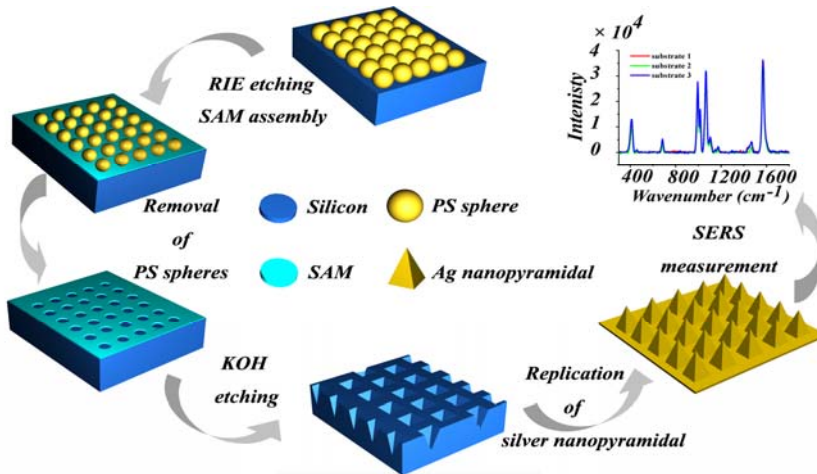 RIE etching
SAM assembly
Removal
of
PS spheres
Silicon
PS sphere
SAM
Ag nanopyramidal
KOH
etching
Replication
of
silver nanopyramidal
SERS
measurement
× 10⁴
Intenisty
4
3
2
1
0
substrate 1
substrate 2
substrate 3
400 800 1200 1600
Wavenumber (cm⁻¹)